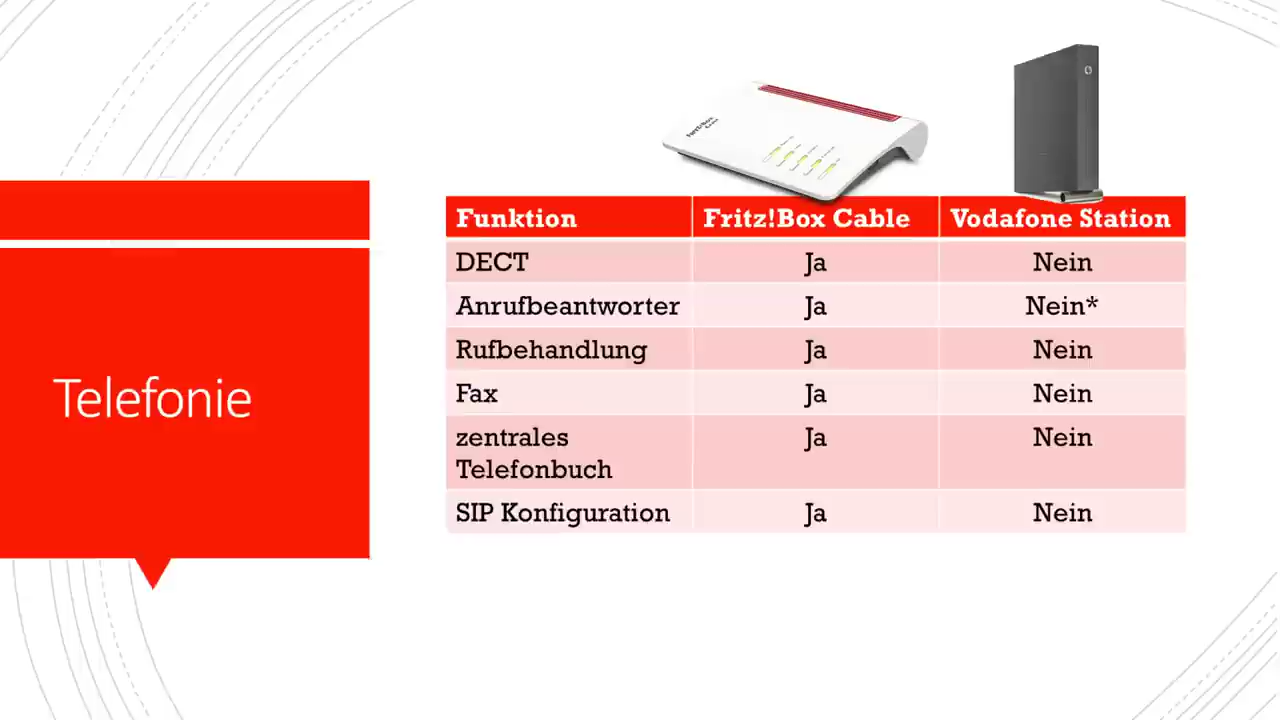 Telefonie
Funktion Fritz!Box Cable Vodafone Station
DECT Ja Nein
Anrufbeantworter Ja Nein*
Rufbehandlung Ja Nein
Fax Ja Nein
zentrales Ja Nein
Telefonbuch
SIP Konfiguration Ja Nein